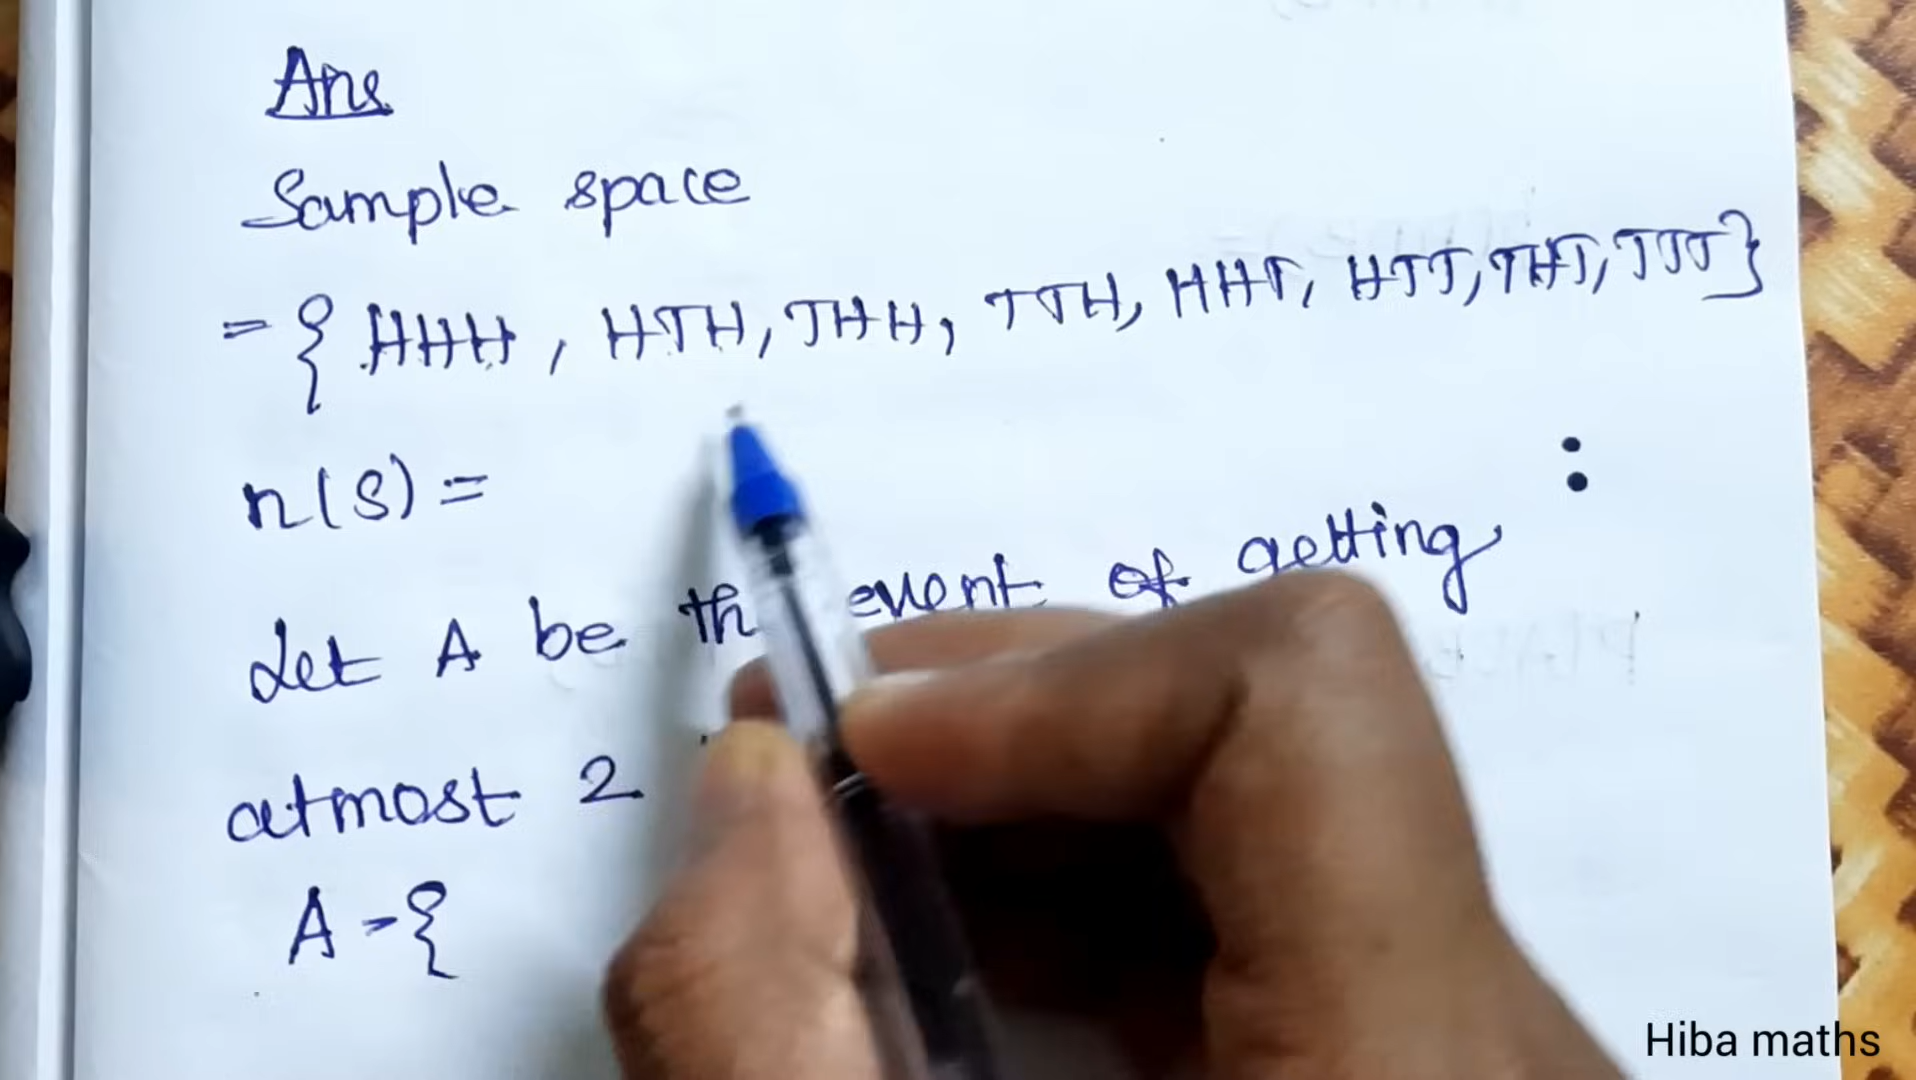 Ans
Sample space
= { HHH, HTH, THH, TTH, HHT, HTT, THT, TTT }
n(S) =
Let A be th event of getting
atmost 2
A = {
Hiba maths